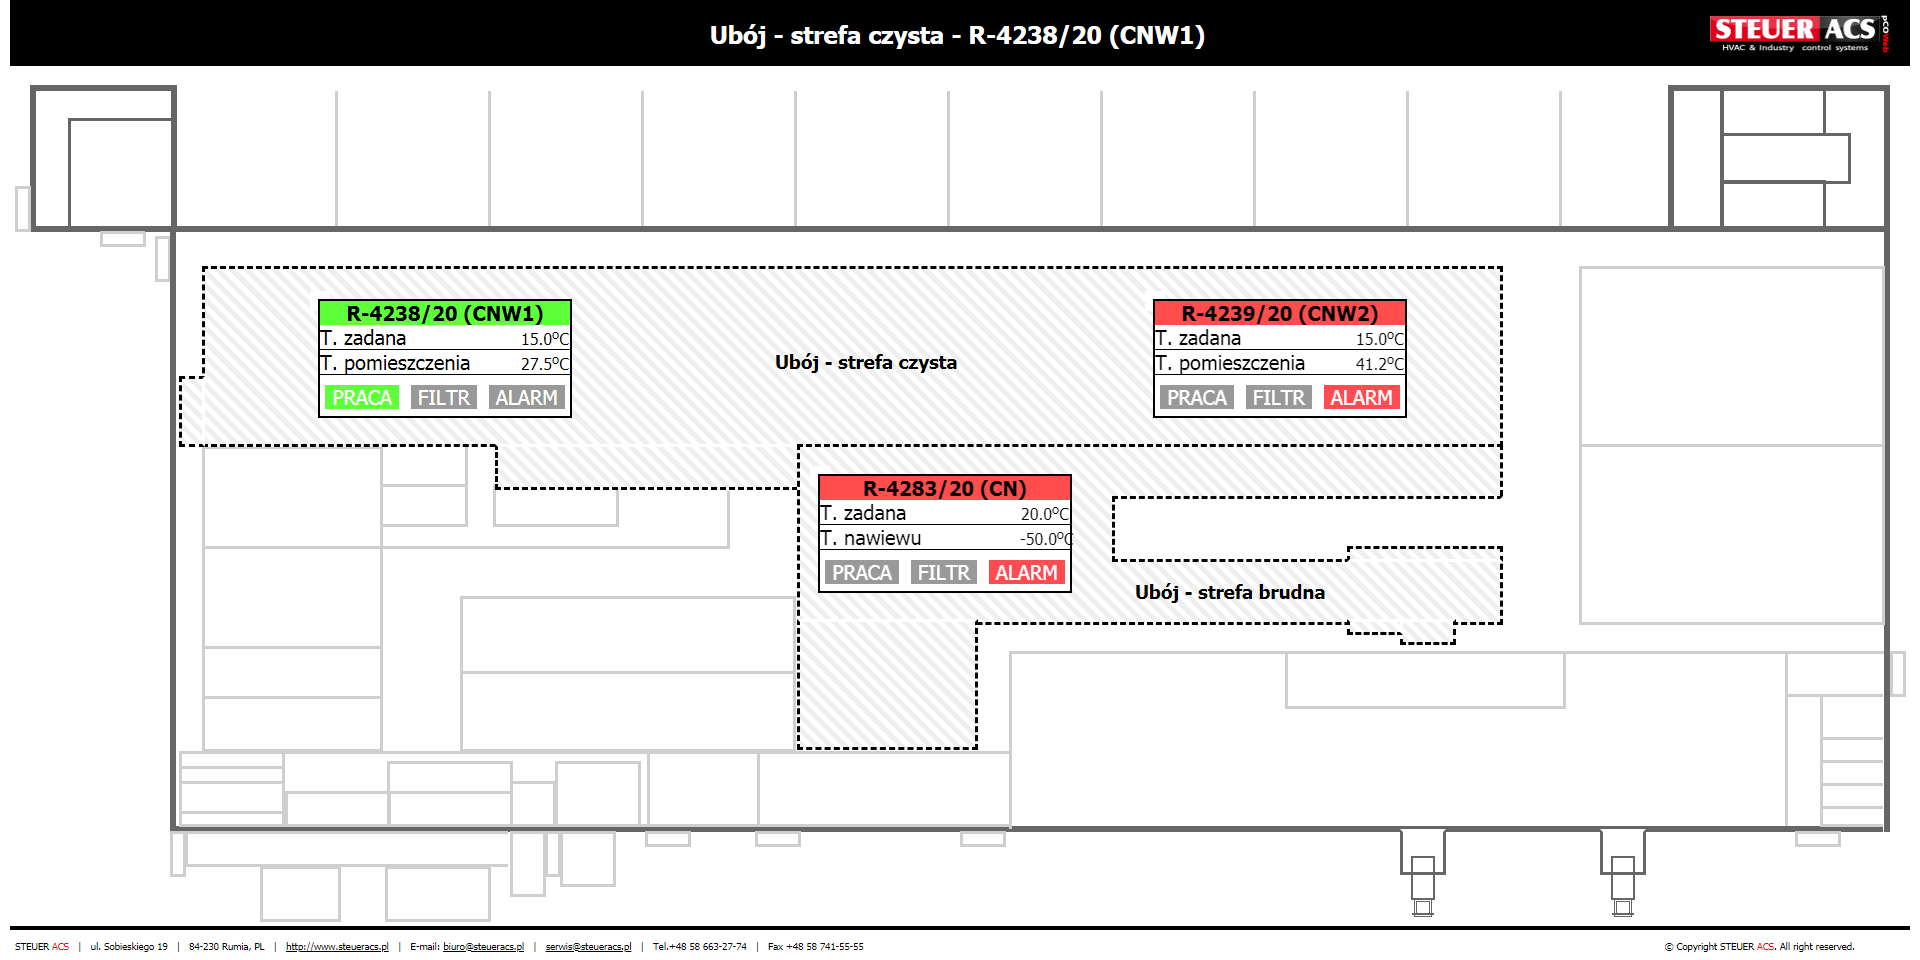 Ubój - strefa czysta - R-4238/20 (CNW1)
STEUER ACS pCOWeb
HVAC & Industry control systems
R-4238/20 (CNW1)
T. zadana 15.0°C
T. pomieszczenia 27.5°C
PRACA FILTR ALARM
Ubój - strefa czysta
R-4239/20 (CNW2)
T. zadana 15.0°C
T. pomieszczenia 41.2°C
PRACA FILTR ALARM
R-4283/20 (CN)
T. zadana 20.0°C
T. nawiewu -50.0°C
PRACA FILTR ALARM
Ubój - strefa brudna
STEUER ACS | ul. Sobieskiego 19 | 84-230 Rumia, PL | http://www.steueracs.pl | E-mail: biuro@steueracs.pl | serwis@steueracs.pl | Tel.+48 58 663-27-74 | Fax +48 58 741-55-55
© Copyright STEUER ACS. All right reserved.